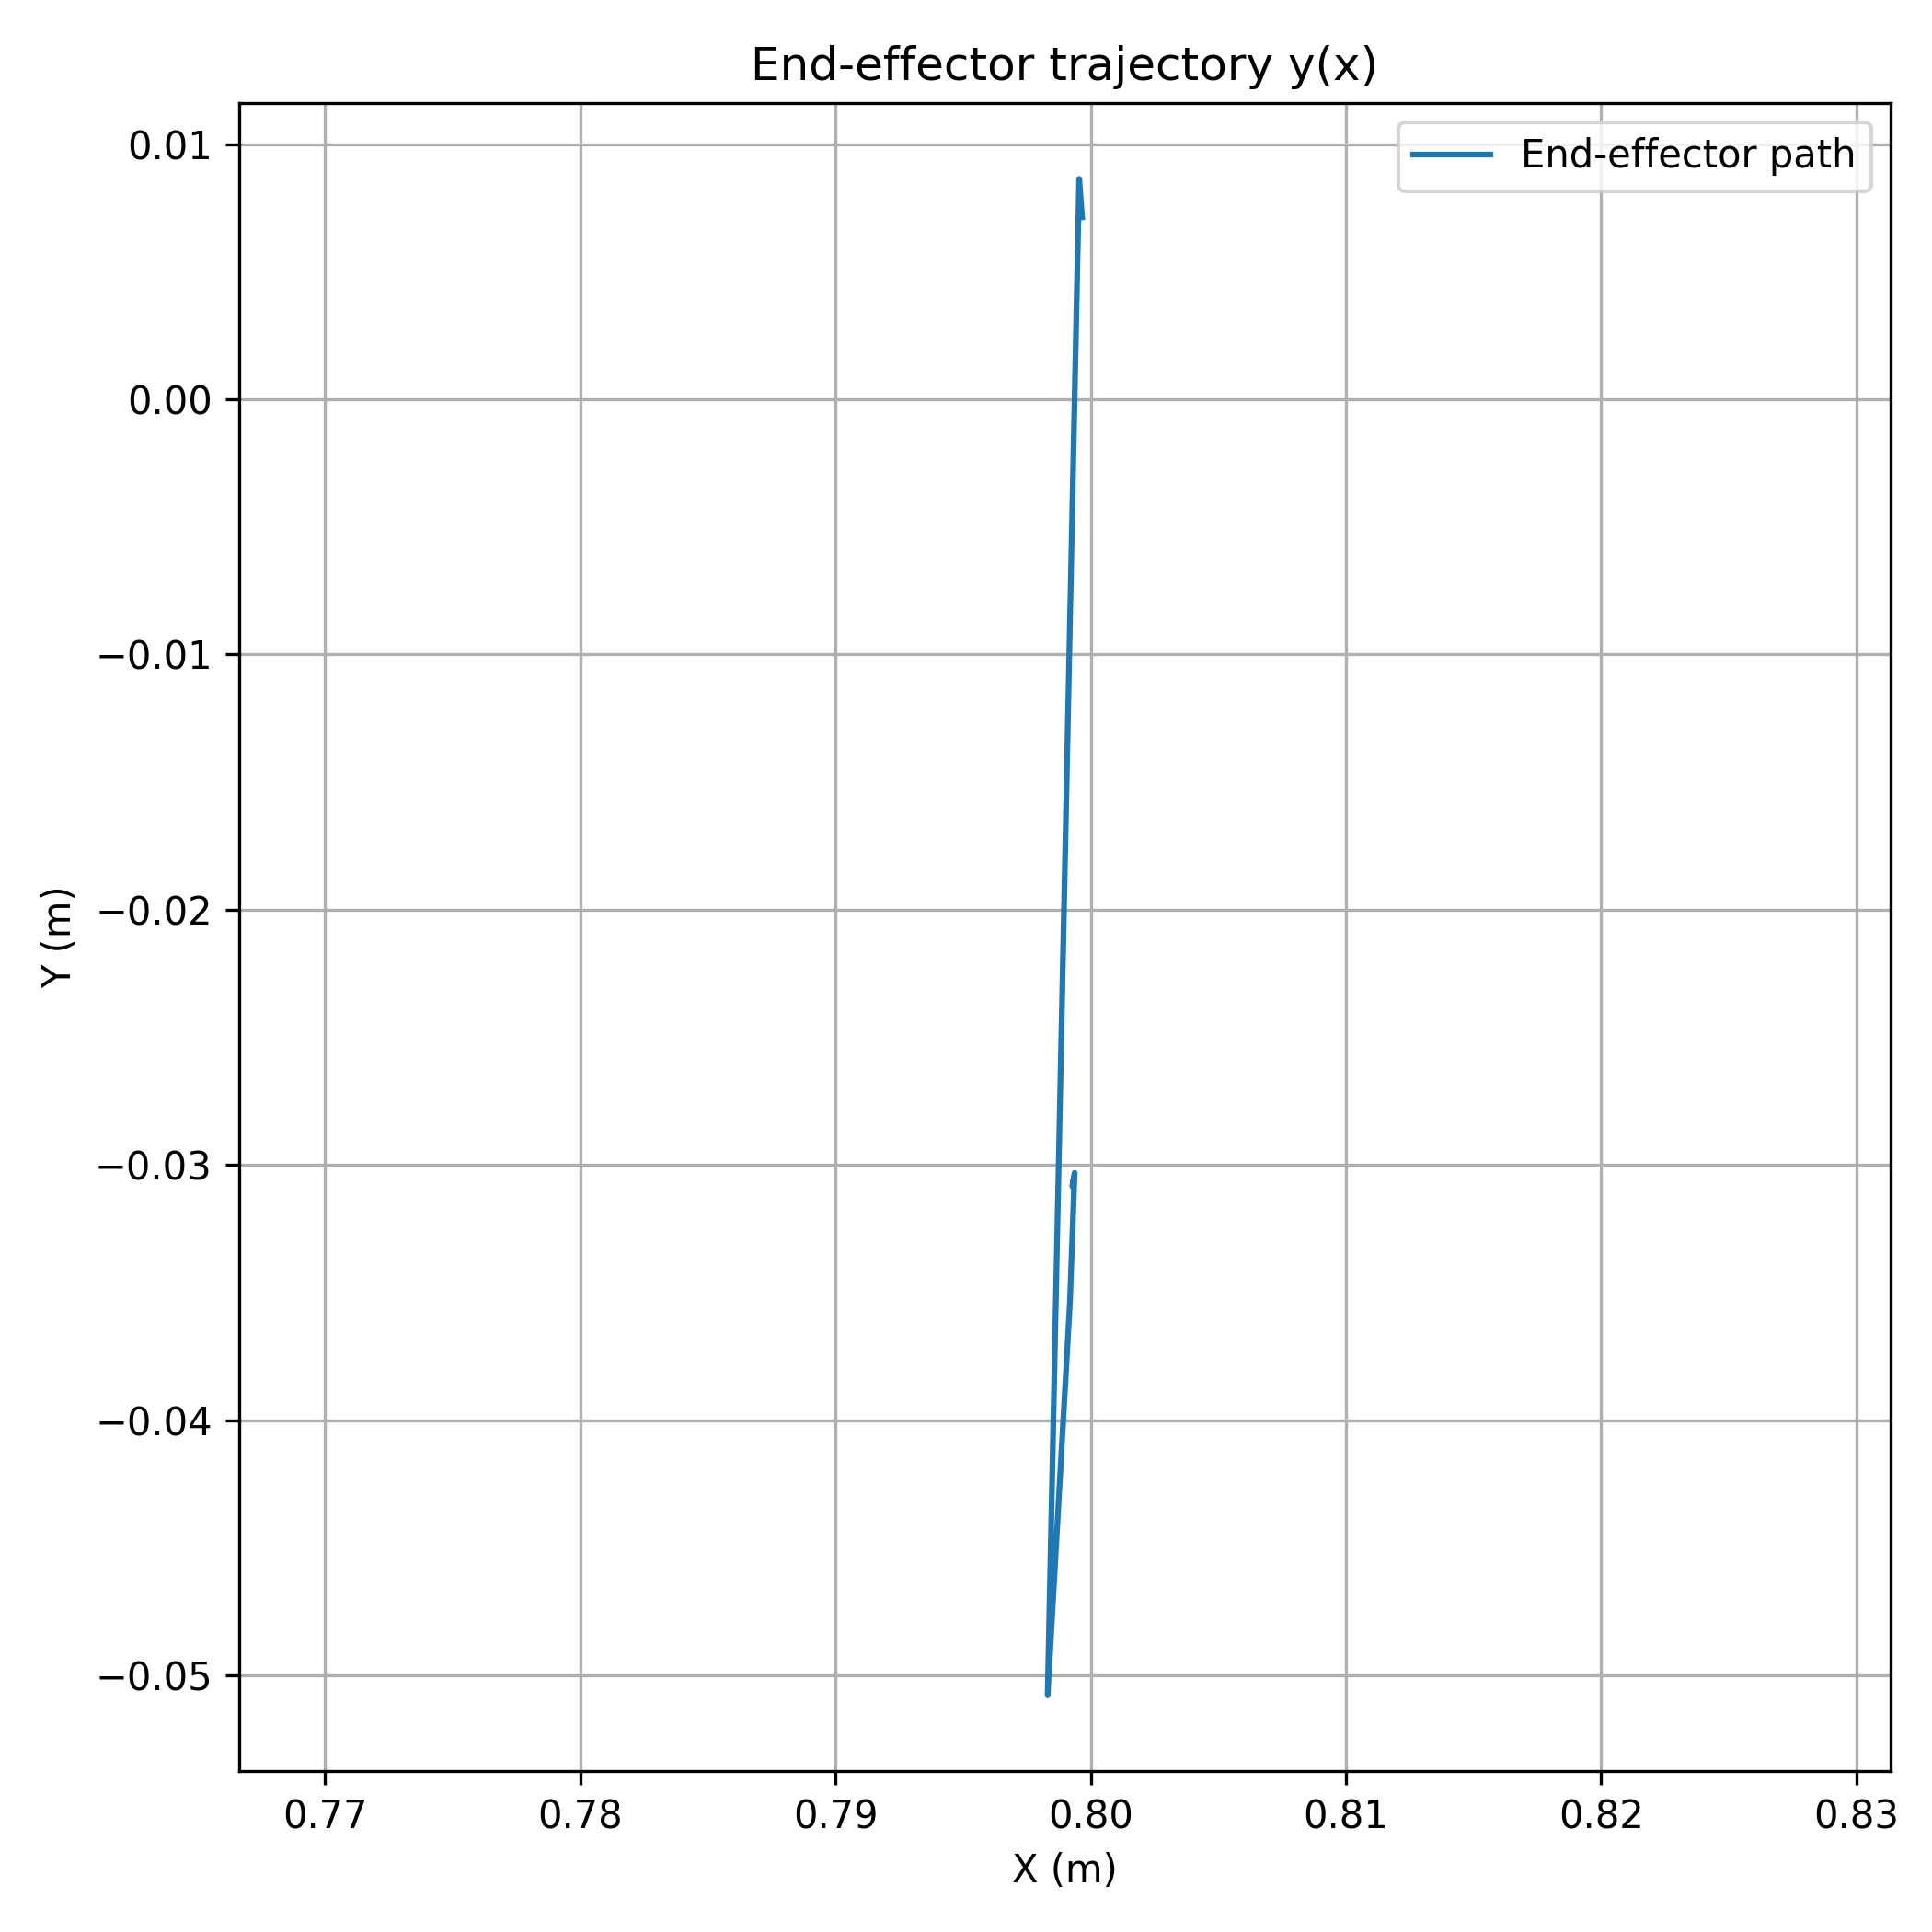 End-effector trajectory y(x)
End-effector path
0.01
0.00
−0.01
−0.02
−0.03
−0.04
−0.05
Y (m)
0.77 0.78 0.79 0.80 0.81 0.82 0.83
X (m)